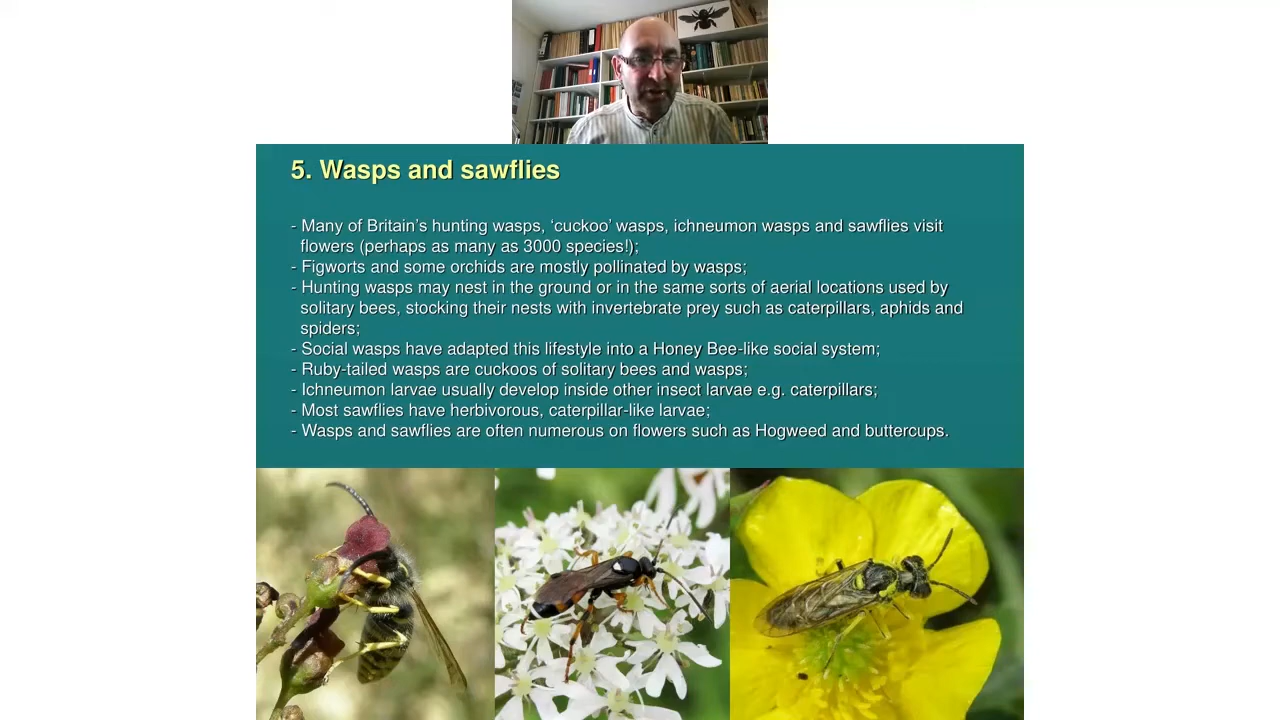 5. Wasps and sawflies
- Many of Britain’s hunting wasps, ‘cuckoo’ wasps, ichneumon wasps and sawflies visit
flowers (perhaps as many as 3000 species!);
- Figworts and some orchids are mostly pollinated by wasps;
- Hunting wasps may nest in the ground or in the same sorts of aerial locations used by
solitary bees, stocking their nests with invertebrate prey such as caterpillars, aphids and
spiders;
- Social wasps have adapted this lifestyle into a Honey Bee-like social system;
- Ruby-tailed wasps are cuckoos of solitary bees and wasps;
- Ichneumon larvae usually develop inside other insect larvae e.g. caterpillars;
- Most sawflies have herbivorous, caterpillar-like larvae;
- Wasps and sawflies are often numerous on flowers such as Hogweed and buttercups.